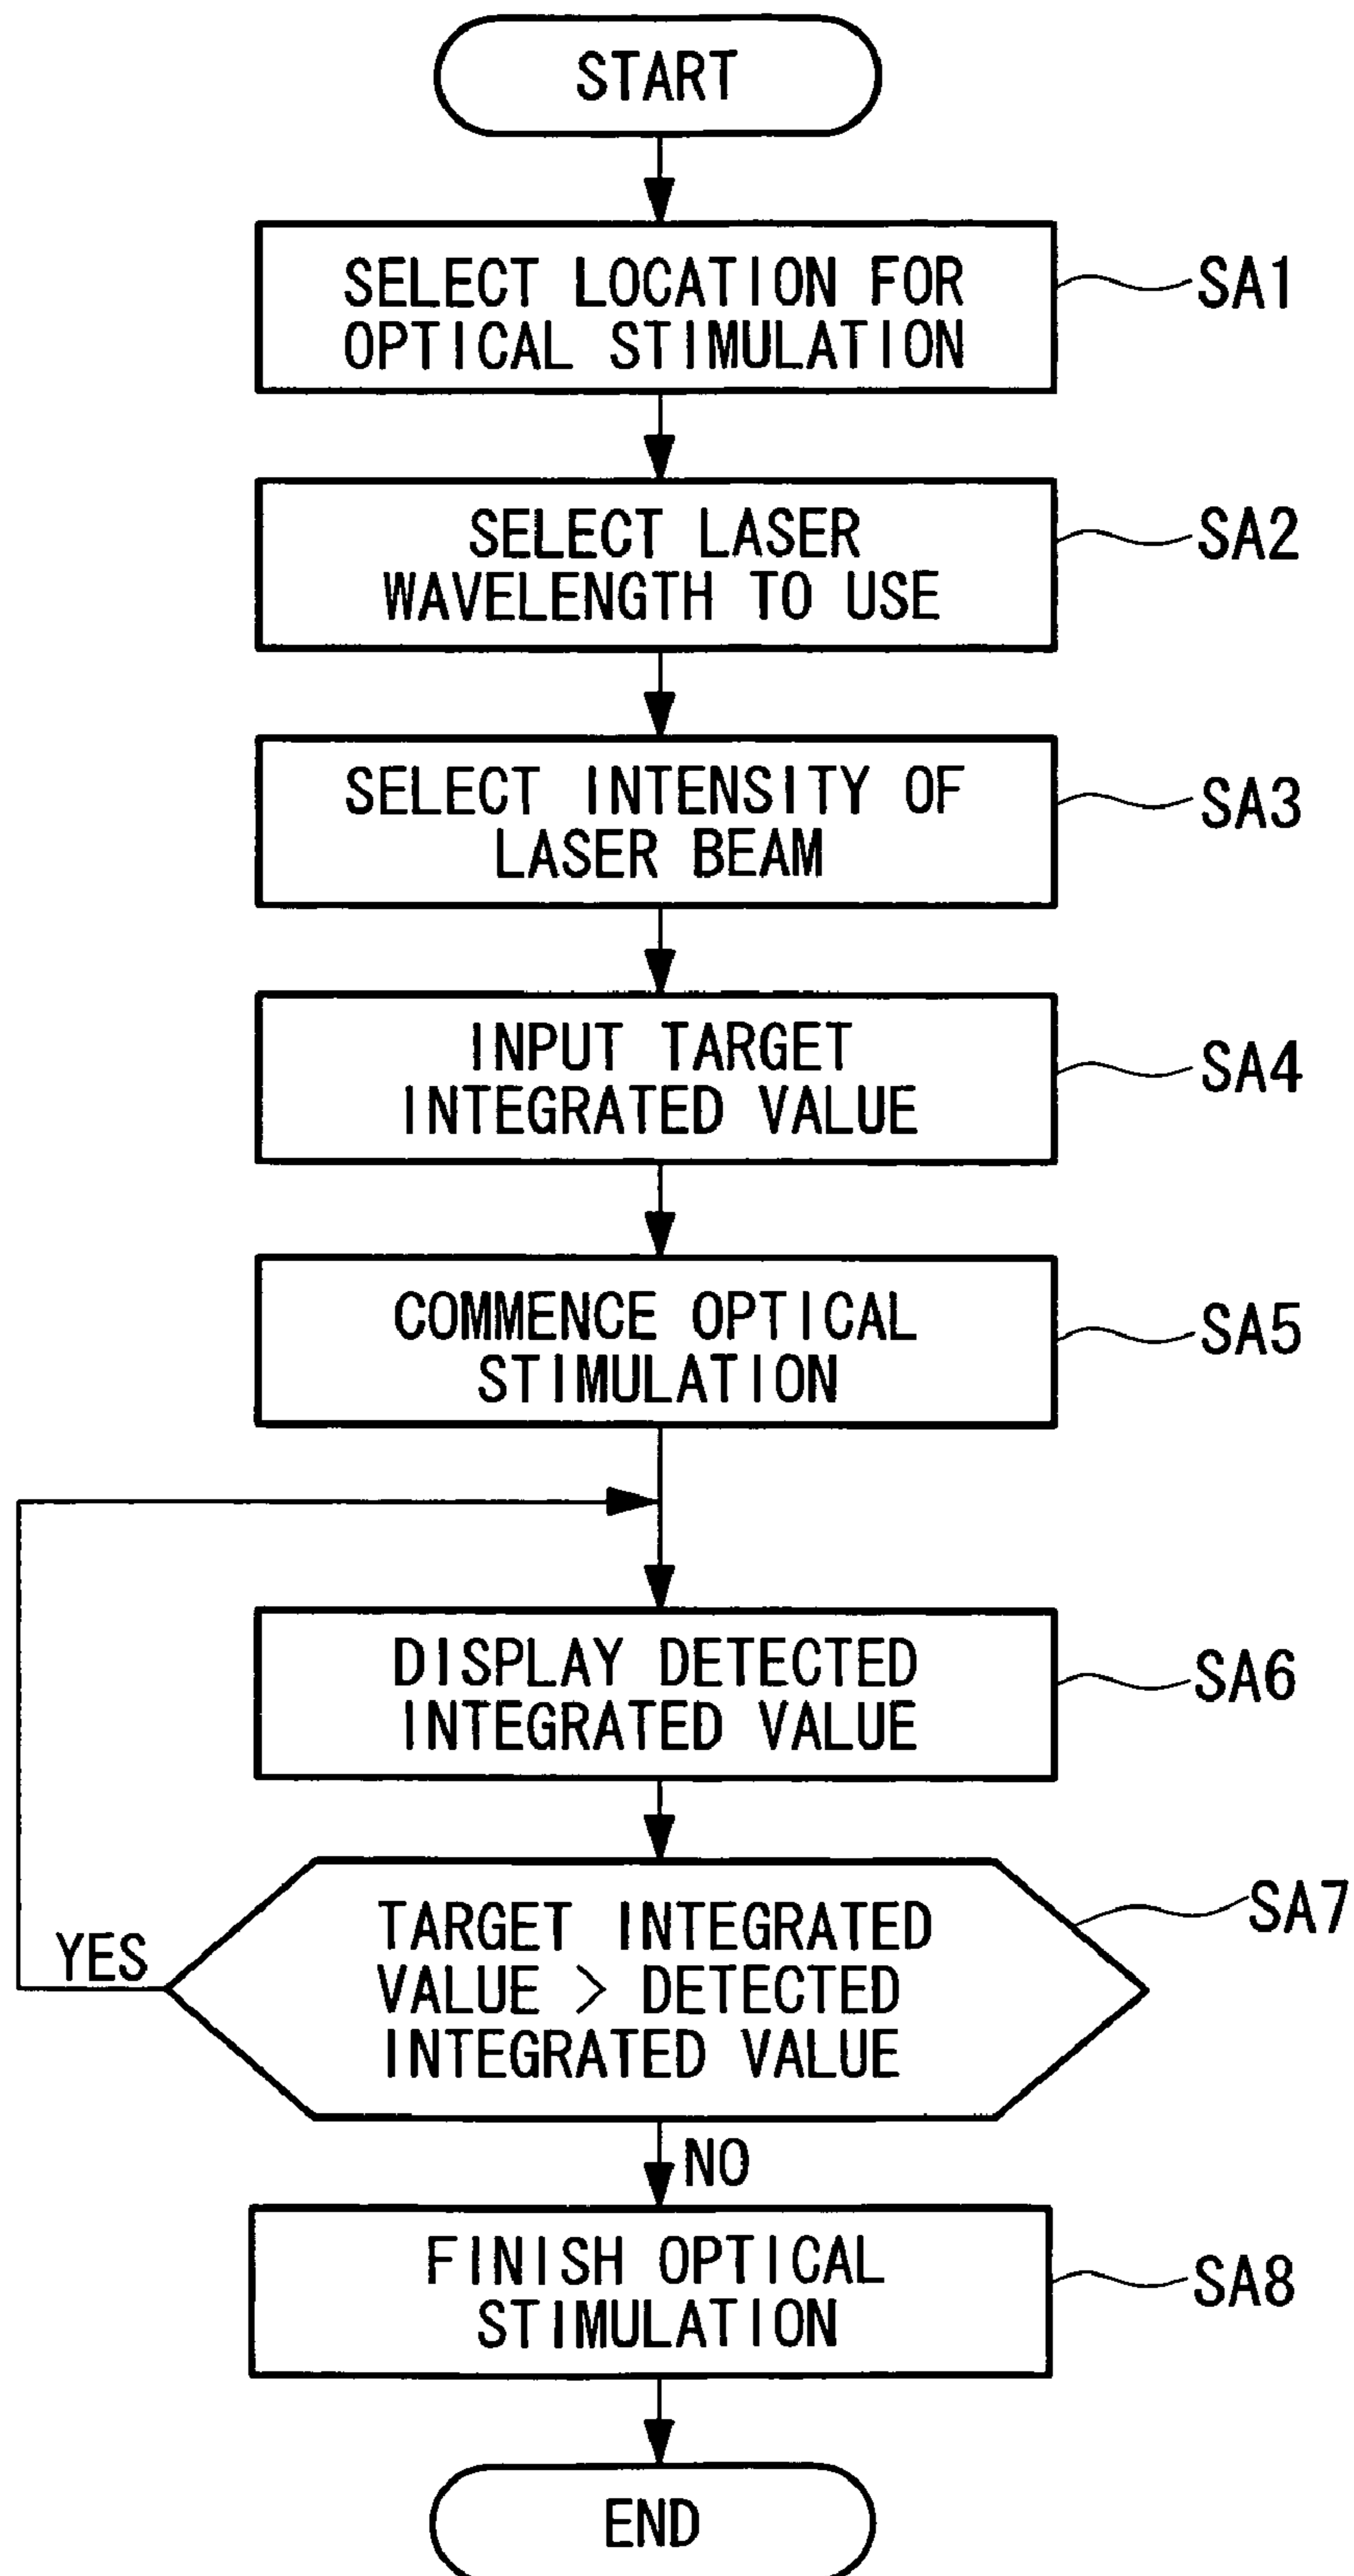 START
SELECT LOCATION FOR
OPTICAL STIMULATION
SA1
SELECT LASER
WAVELENGTH TO USE
SA2
SELECT INTENSITY OF
LASER BEAM
SA3
INPUT TARGET
INTEGRATED VALUE
SA4
COMMENCE OPTICAL
STIMULATION
SA5
DISPLAY DETECTED
INTEGRATED VALUE
SA6
TARGET INTEGRATED
VALUE > DETECTED
INTEGRATED VALUE
SA7
YES
NO
FINISH OPTICAL
STIMULATION
SA8
END